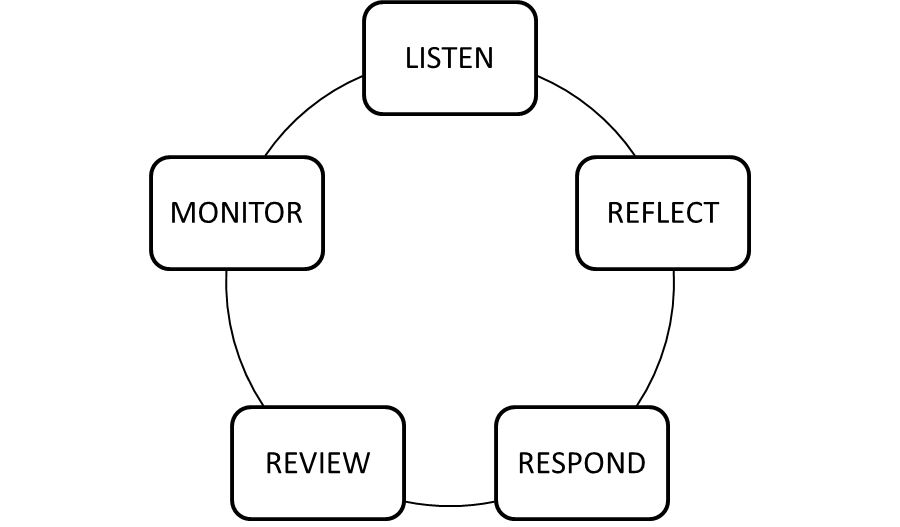 LISTEN
REFLECT
RESPOND
REVIEW
MONITOR